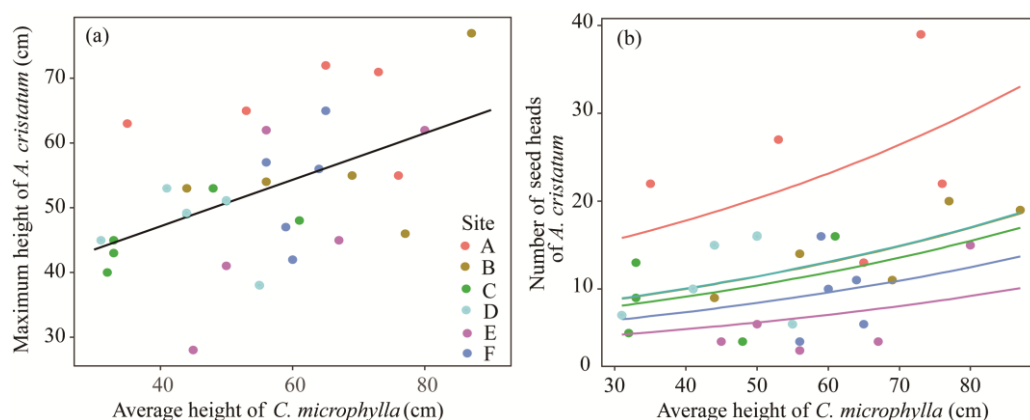 (a)
Maximum height of A. cristatum (cm)
70
60
50
40
30
40
60
80
Average height of C. microphylla (cm)
Site
A
B
C
D
E
F
(b)
Number of seed heads
of A. cristatum
40
30
20
10
0
30
40
50
60
70
80
Average height of C. microphylla (cm)